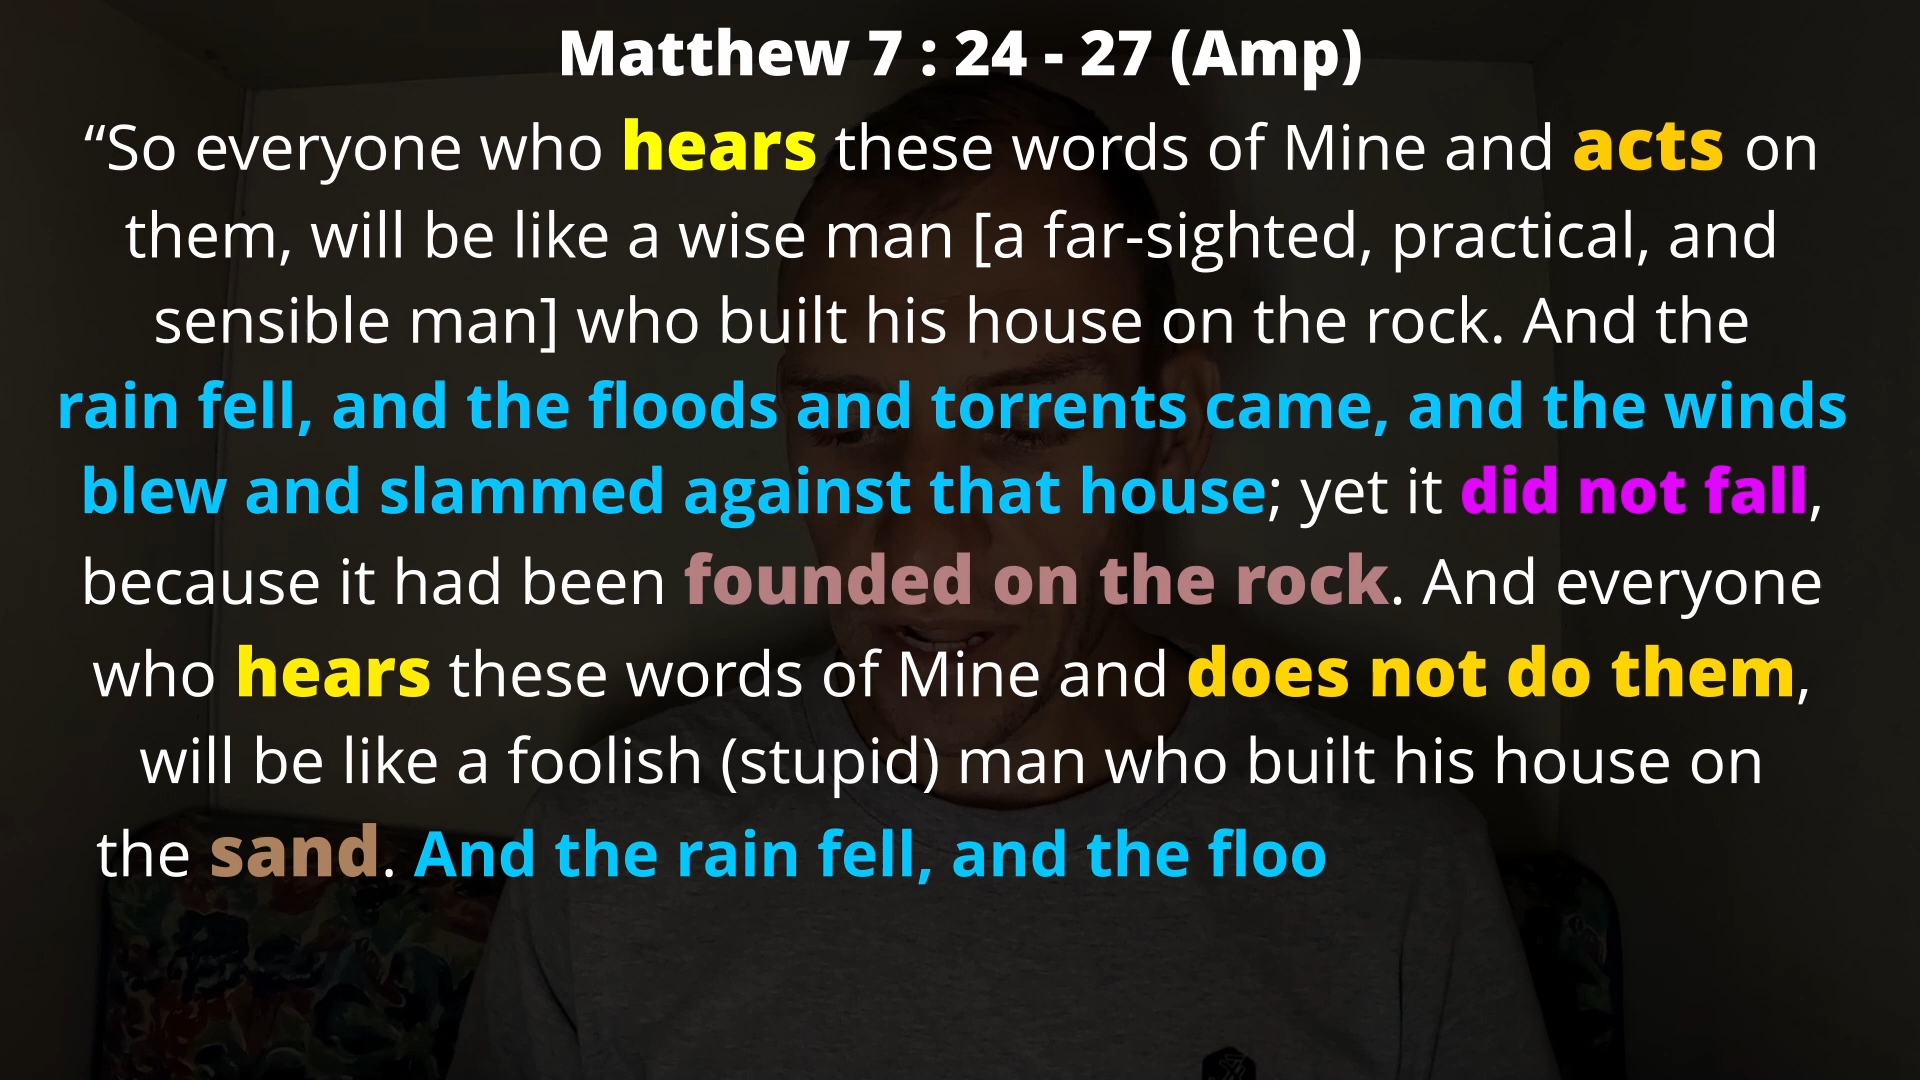 Matthew 7 : 24 - 27 (Amp)
“So everyone who hears these words of Mine and acts on
them, will be like a wise man [a far-sighted, practical, and
sensible man] who built his house on the rock. And the
rain fell, and the floods and torrents came, and the winds
blew and slammed against that house; yet it did not fall,
because it had been founded on the rock. And everyone
who hears these words of Mine and does not do them,
will be like a foolish (stupid) man who built his house on
the sand. And the rain fell, and the floo